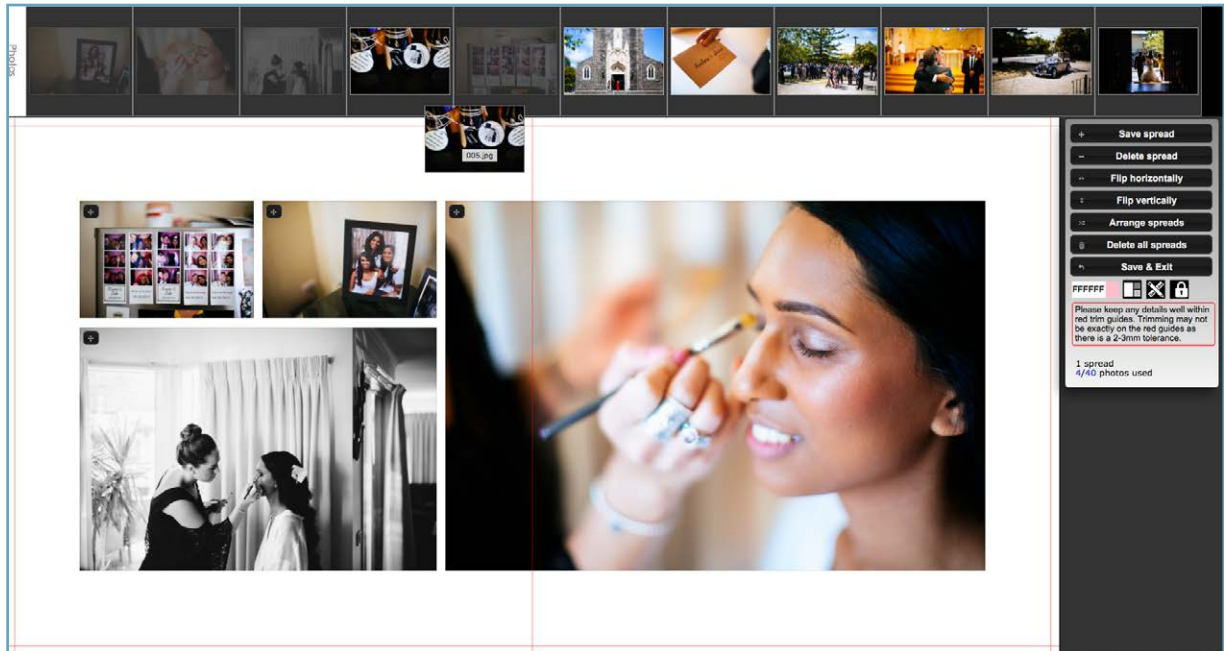 Photos
005.jpg
Save spread
Delete spread
Flip horizontally
Flip vertically
Arrange spreads
Delete all spreads
Save & Exit
FFFFFF
Please keep any details well within
red trim guides. Trimming may not
be exactly on the red guides as
there is a 2-3mm tolerance.
1 spread
4/40 photos used